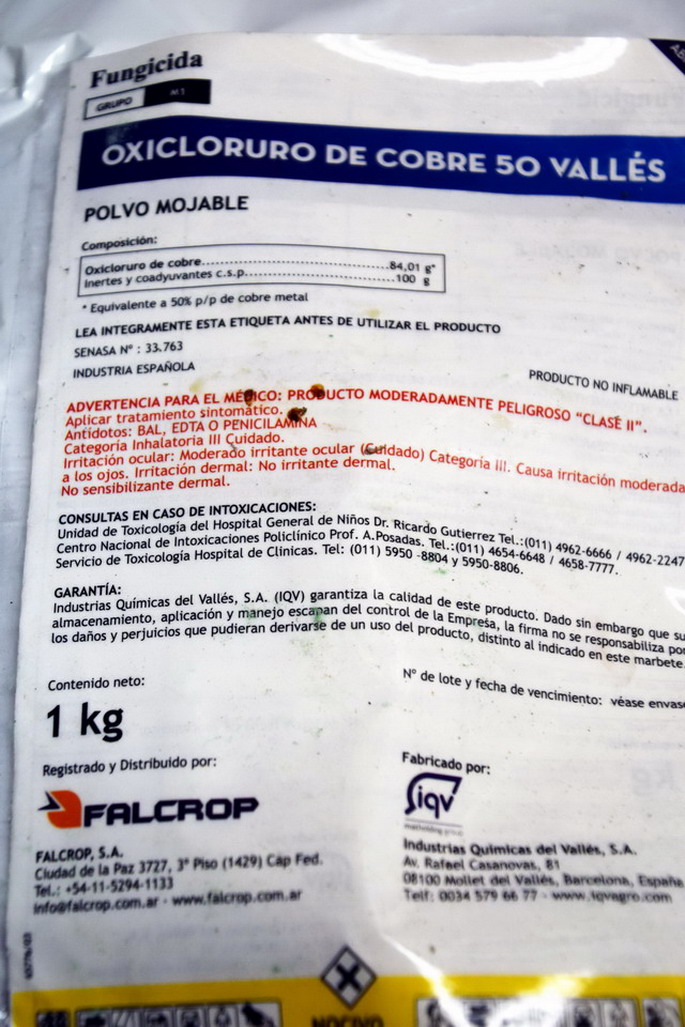 Fungicida
GRUPO M1
OXICLORURO DE COBRE 50 VALLÉS
POLVO MOJABLE
Composición:
Oxicloruro de cobre..........................................84,01 g*
Inertes y coadyuvantes c.s.p.................................100 g
* Equivalente a 50% p/p de cobre metal
LEA INTEGRAMENTE ESTA ETIQUETA ANTES DE UTILIZAR EL PRODUCTO
SENASA Nº : 33.763
INDUSTRIA ESPAÑOLA
PRODUCTO NO INFLAMABLE
ADVERTENCIA PARA EL MÉDICO: PRODUCTO MODERADAMENTE PELIGROSO "CLASE II".
Aplicar tratamiento sintomático.
Antídotos: BAL, EDTA O PENICILAMINA
Categoría Inhalatoria III Cuidado.
Irritación ocular: Moderado irritante ocular (Cuidado) Categoría III. Causa irritación moderada
a los ojos. Irritación dermal: No irritante dermal.
No sensibilizante dermal.
CONSULTAS EN CASO DE INTOXICACIONES:
Unidad de Toxicología del Hospital General de Niños Dr. Ricardo Gutierrez Tel.:(011) 4962-6666 / 4962-2247
Centro Nacional de Intoxicaciones Policlínico Prof. A.Posadas. Tel.:(011) 4654-6648 / 4658-7777.
Servicio de Toxicología Hospital de Clinicas. Tel: (011) 5950 -8804 y 5950-8806.
GARANTÍA:
Industrias Químicas del Vallés, S.A. (IQV) garantiza la calidad de este producto. Dado sin embargo que su
almacenamiento, aplicación y manejo escapan del control de la Empresa, la firma no se responsabiliza por
los daños y perjuicios que pudieran derivarse de un uso del producto, distinto al indicado en este marbete.
Contenido neto:
1 kg
Nº de lote y fecha de vencimiento: véase envase
Registrado y Distribuido por:
FALCROP
FALCROP, S.A.
Ciudad de la Paz 3727, 3º Piso (1429) Cap Fed.
Tel.: +54-11-5294-1133
info@falcrop.com.ar · www.falcrop.com.ar
Fabricado por:
iqv
Industrias Químicas del Vallés, S.A.
Av. Rafael Casanovas, 81
08100 Mollet del Vallés, Barcelona, España
Telf: 0034 579 66 77 · www.iqvagro.com
NOCIVO